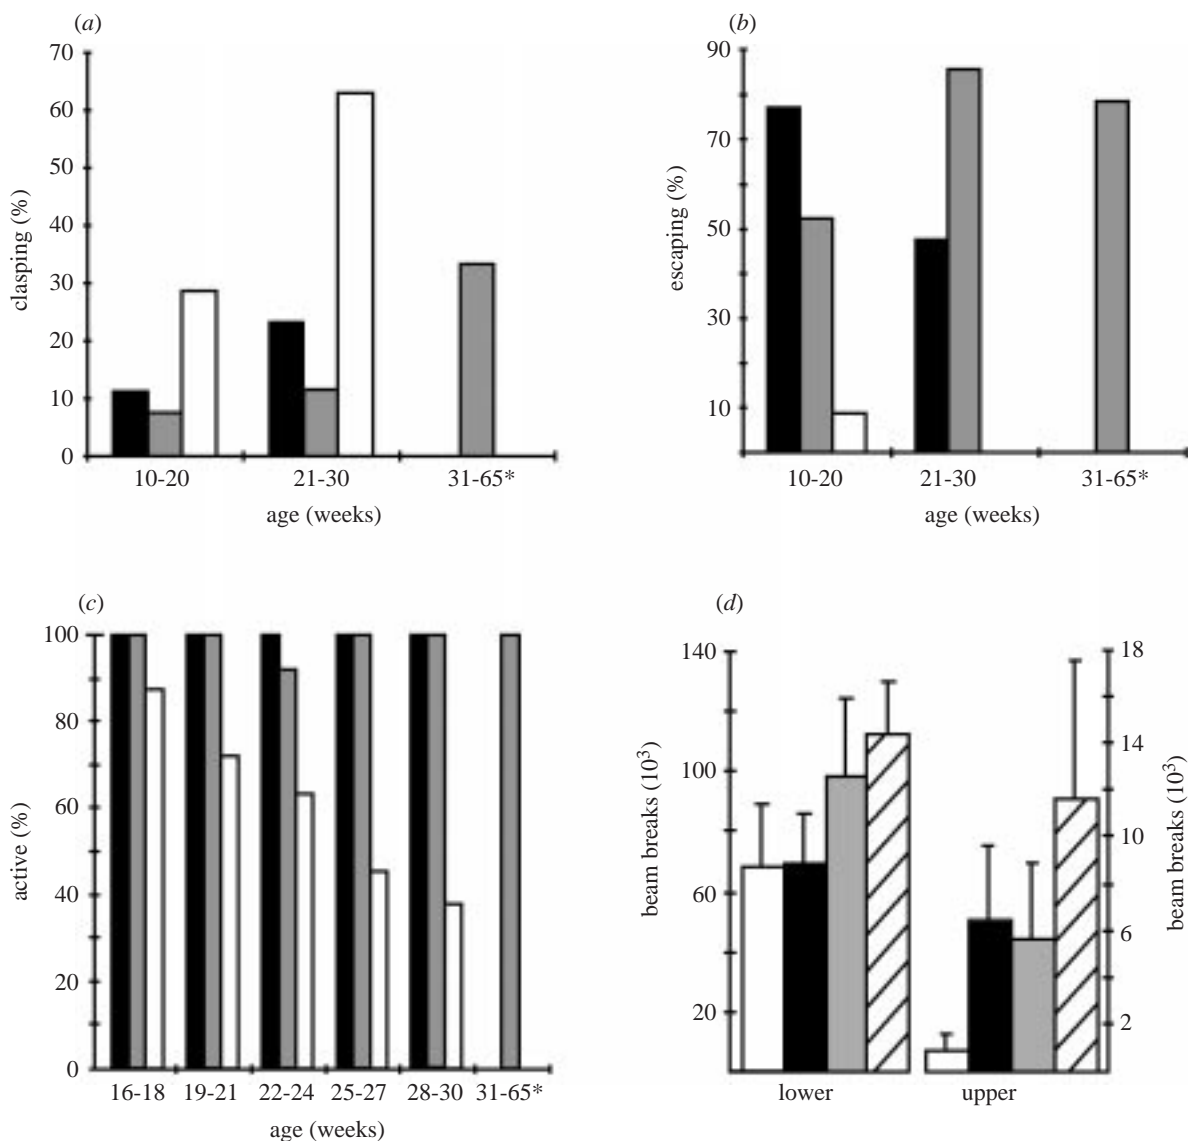 (a)
70
60
50
40
30
20
10
0
clasping (%)
10-20 21-30 31-65*
age (weeks)
(b)
90
70
50
30
10
escaping (%)
10-20 21-30 31-65*
age (weeks)
(c)
100
80
60
40
20
0
active (%)
16-18 19-21 22-24 25-27 28-30 31-65*
age (weeks)
(d)
140
100
60
20
beam breaks (10³)
18
14
10
6
2
beam breaks (10³)
lower upper